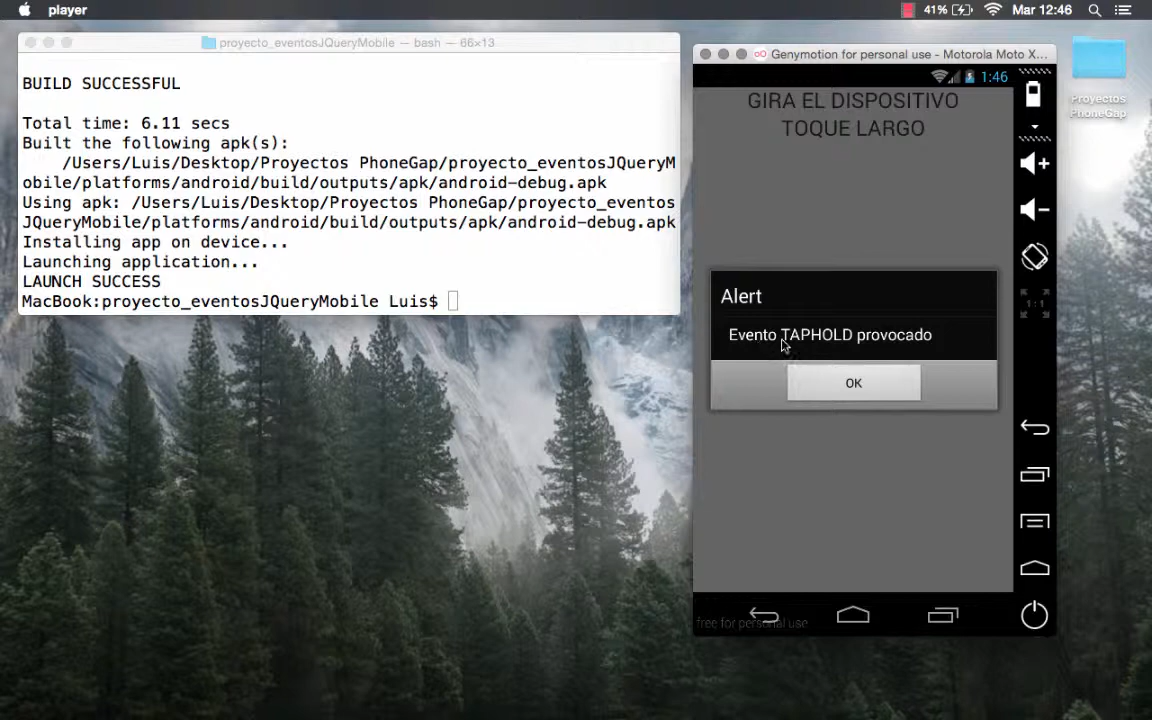 player
41%
Mar 12:46
proyecto_eventosJQueryMobile — bash — 66×13
BUILD SUCCESSFUL
Total time: 6.11 secs
Built the following apk(s):
/Users/Luis/Desktop/Proyectos PhoneGap/proyecto_eventosJQueryM
obile/platforms/android/build/outputs/apk/android-debug.apk
Using apk: /Users/Luis/Desktop/Proyectos PhoneGap/proyecto_eventos
JQueryMobile/platforms/android/build/outputs/apk/android-debug.apk
Installing app on device...
Launching application...
LAUNCH SUCCESS
MacBook:proyecto_eventosJQueryMobile Luis$
Genymotion for personal use - Motorola Moto X...
1:46
GIRA EL DISPOSITIVO
TOQUE LARGO
Alert
Evento TAPHOLD provocado
OK
free for personal use
1:1
Proyectos
PhoneGap